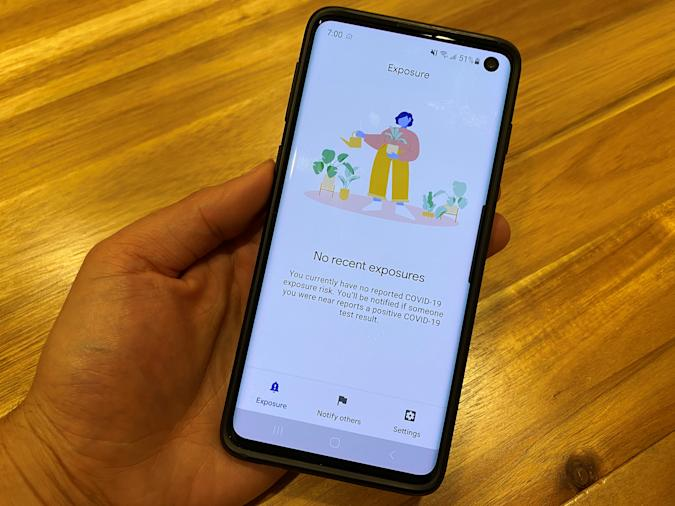 7:00
51%
Exposure
No recent exposures
You currently have no reported COVID-19
exposure risk. You'll be notified if someone
you were near reports a positive COVID-19
test result.
Exposure
Notify others
Settings